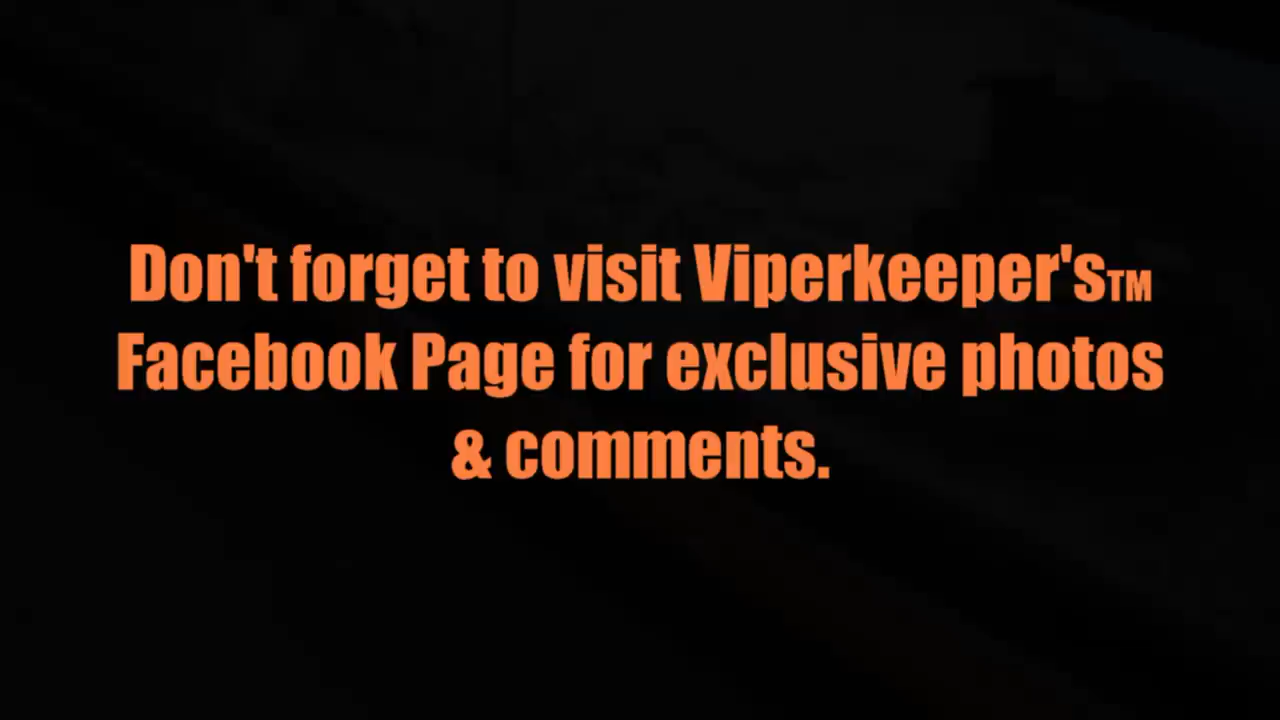 Don't forget to visit Viperkeeper's™
Facebook Page for exclusive photos
& comments.